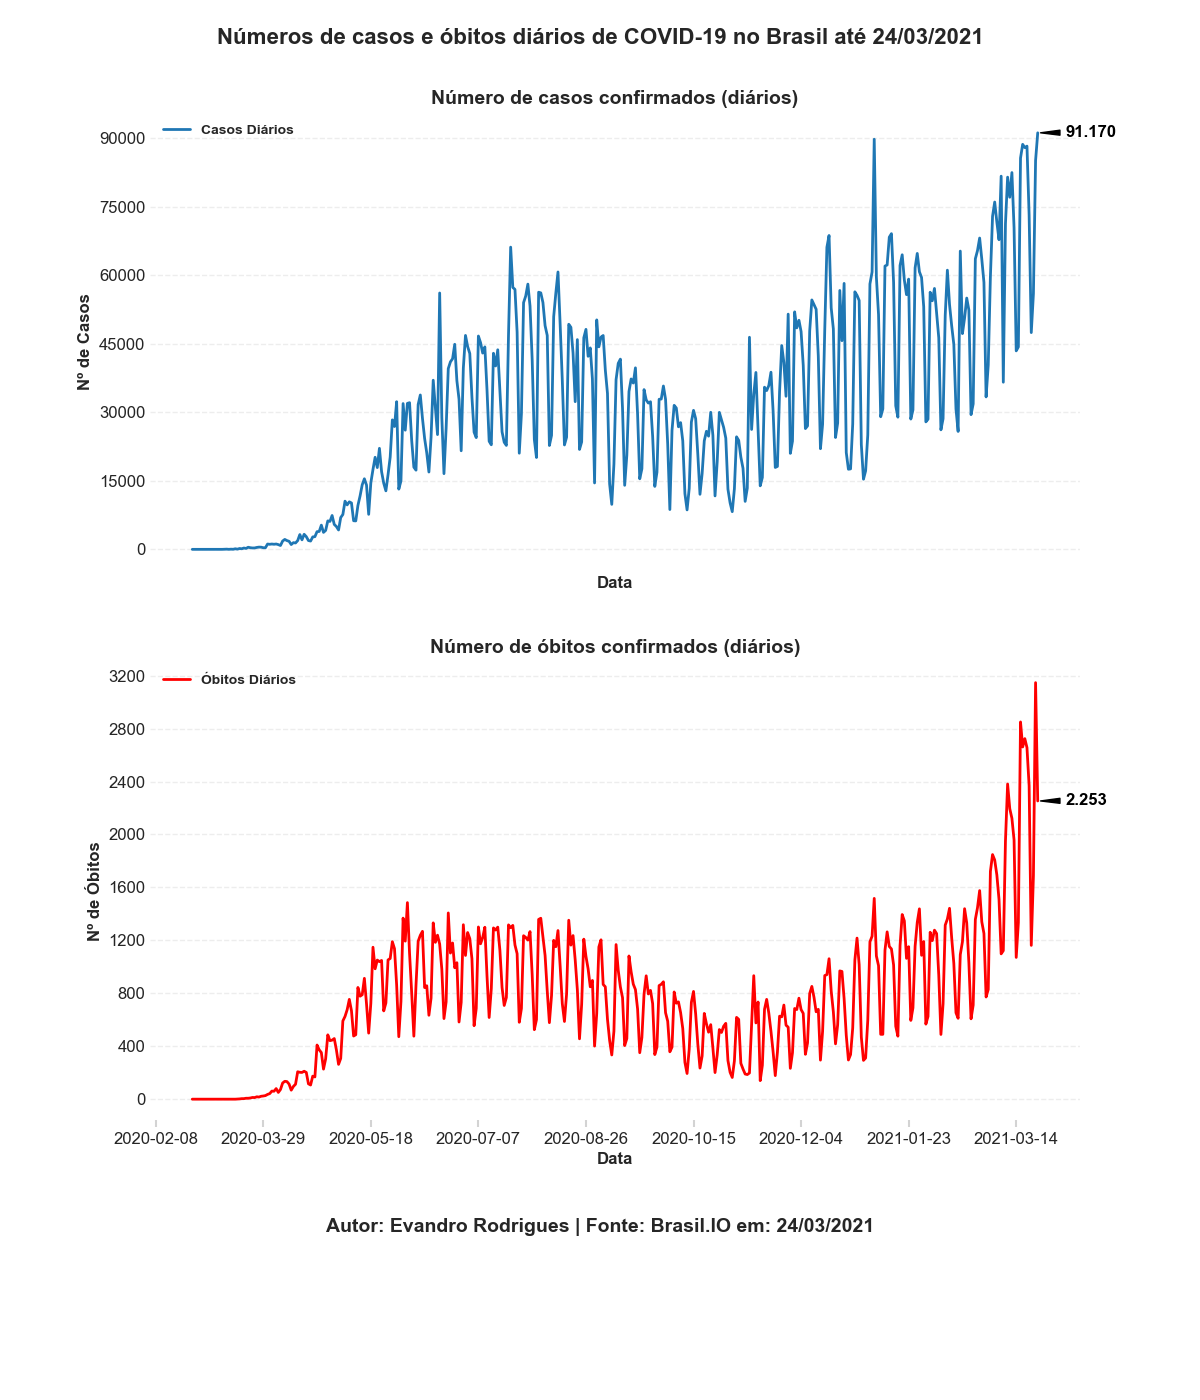 Números de casos e óbitos diários de COVID-19 no Brasil até 24/03/2021
Número de casos confirmados (diários)
Casos Diários
91.170
90000
75000
60000
45000
30000
15000
0
Nº de Casos
Data
Número de óbitos confirmados (diários)
Óbitos Diários
3200
2800
2400
2.253
2000
1600
1200
800
400
0
Nº de Óbitos
2020-02-08 2020-03-29 2020-05-18 2020-07-07 2020-08-26 2020-10-15 2020-12-04 2021-01-23 2021-03-14
Data
Autor: Evandro Rodrigues | Fonte: Brasil.IO em: 24/03/2021